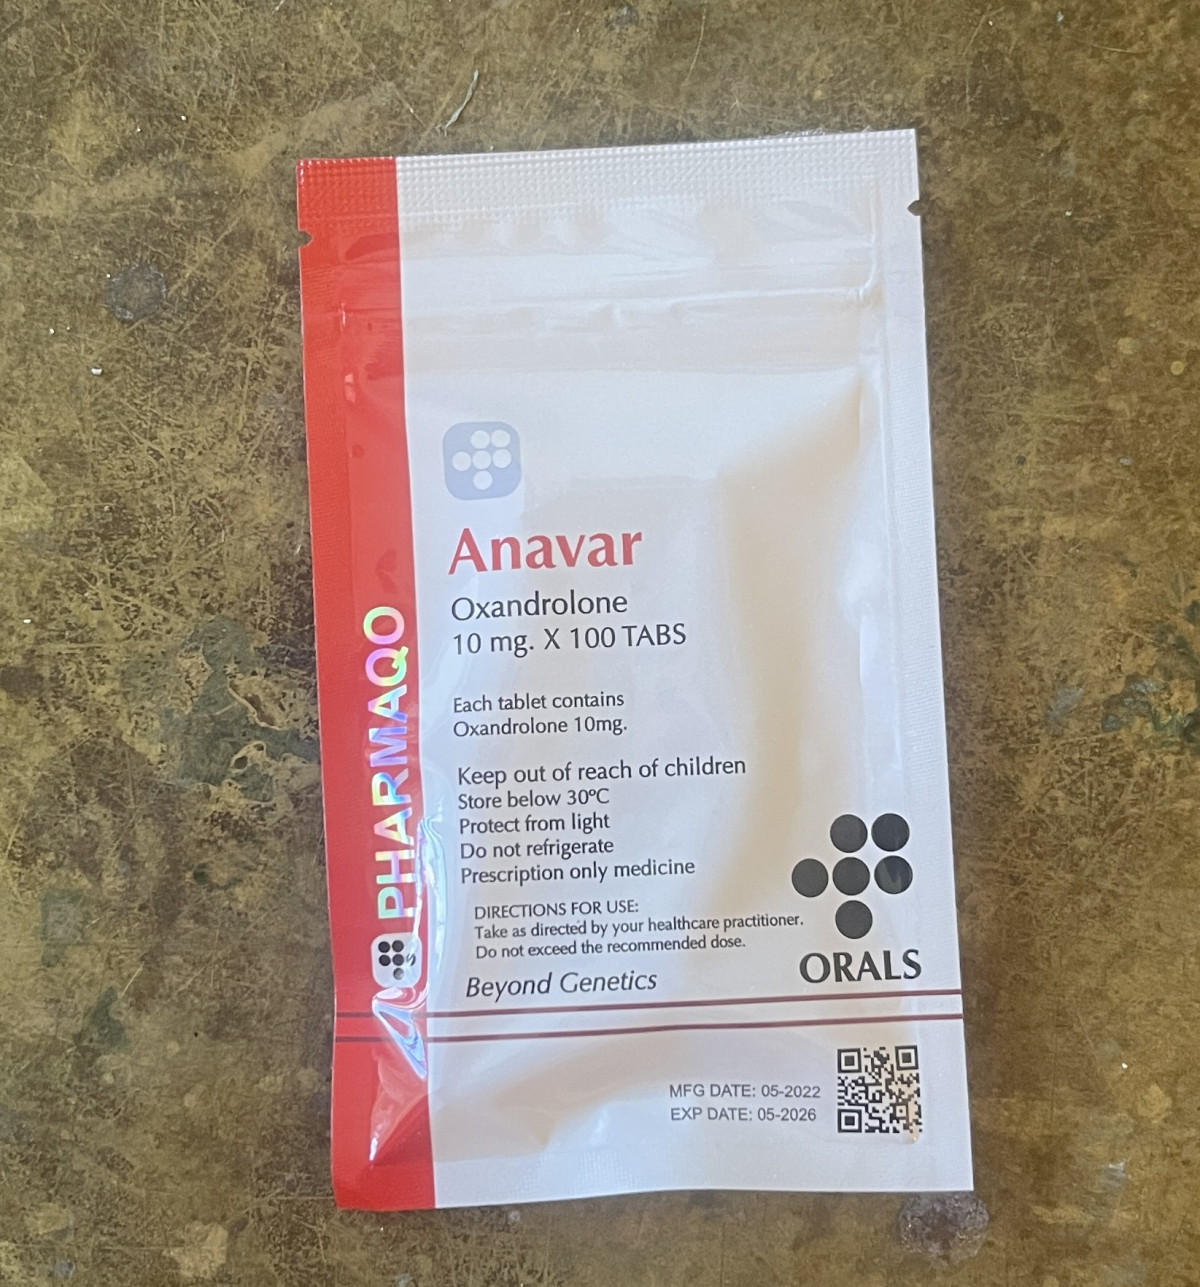 PHARMAQO
Anavar
Oxandrolone
10 mg. X 100 TABS
Each tablet contains
Oxandrolone 10mg.
Keep out of reach of children
Store below 30ºC
Protect from light
Do not refrigerate
Prescription only medicine
DIRECTIONS FOR USE:
Take as directed by your healthcare practitioner.
Do not exceed the recommended dose.
Beyond Genetics
ORALS
MFG DATE: 05-2022
EXP DATE: 05-2026